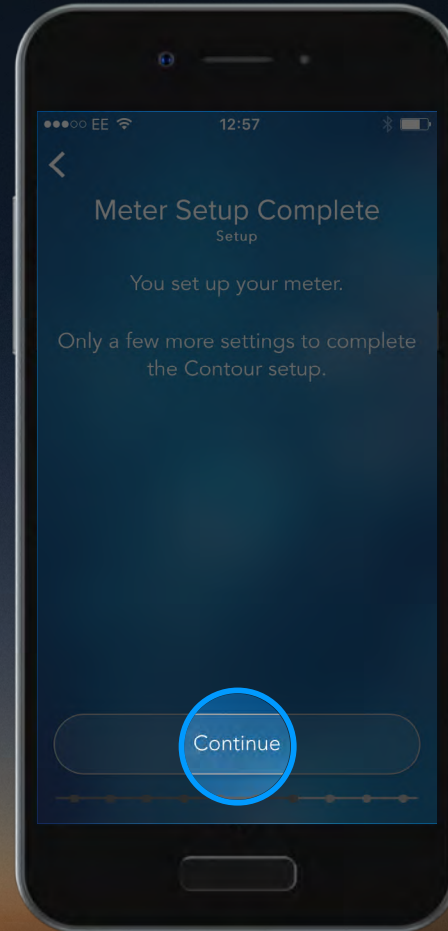 EE 12:57
Meter Setup Complete
Setup
You set up your meter.
Only a few more settings to complete
the Contour setup.
Continue